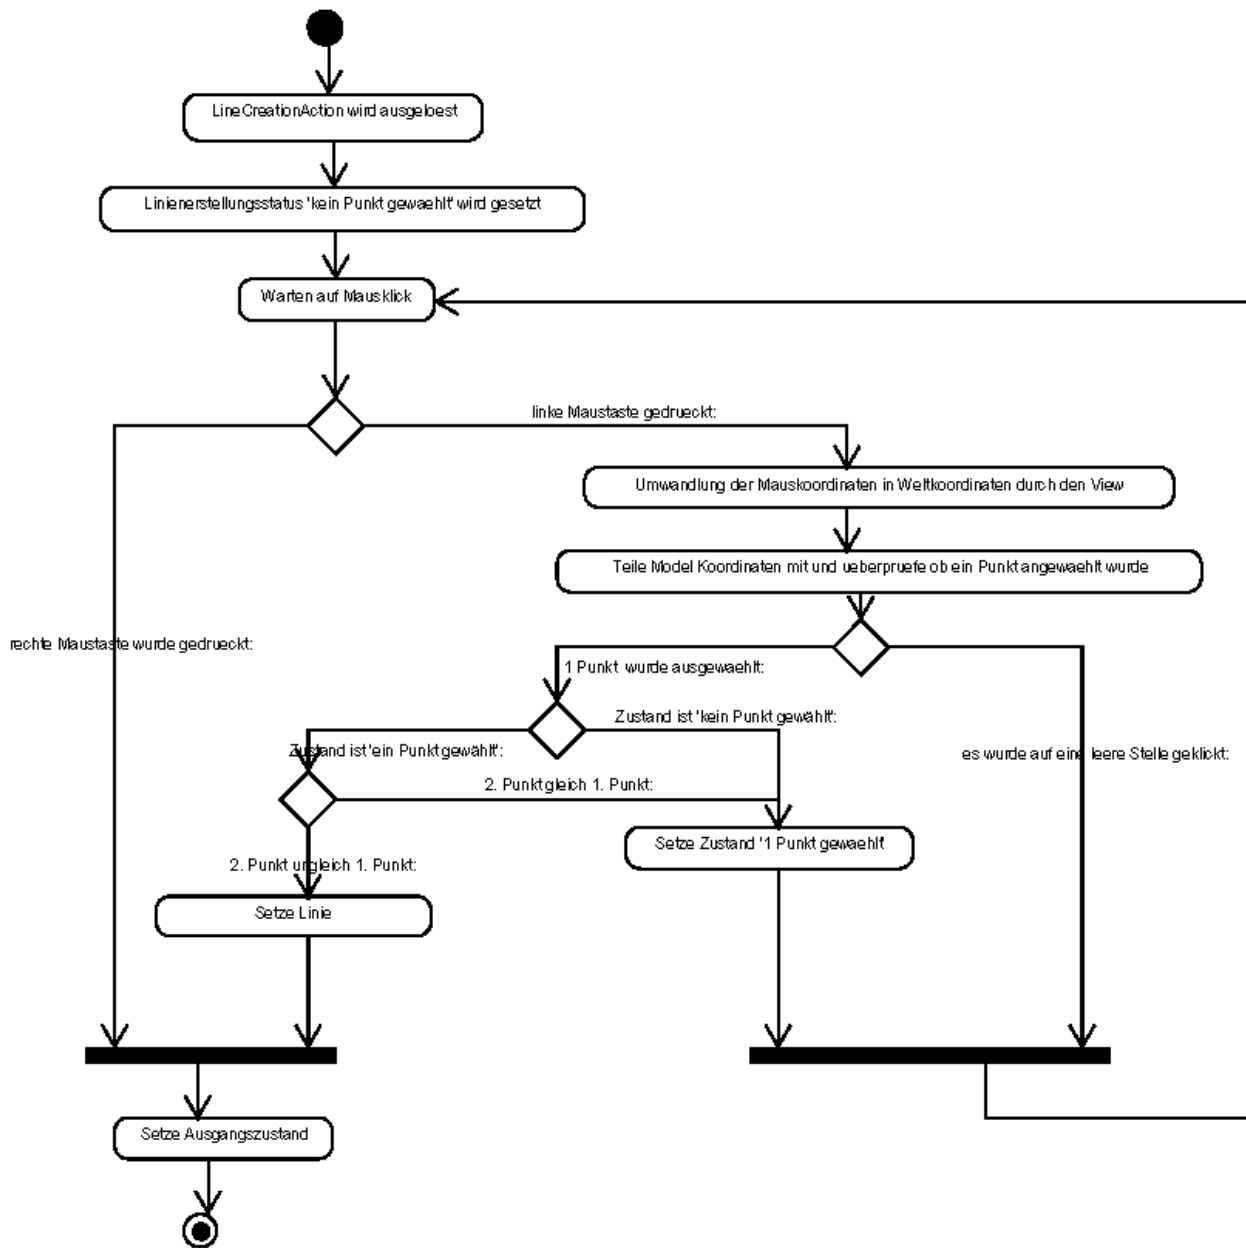 LineCreationAction wird ausgeloest
Linienerstellungsstatus 'kein Punkt gewaehlt' wird gesetzt
Warten auf Mausklick
linke Maustaste gedrueckt:
Umwandlung der Mauskoordinaten in Weltkoordinaten durch den View
Teile Model Koordinaten mit und ueberpruefe ob ein Punkt angewaehlt wurde
rechte Maustaste wurde gedrueckt:
1 Punkt wurde ausgewaehlt:
Zustand ist 'kein Punkt gewählt':
Zustand ist 'ein Punkt gewählt':
es wurde auf eine leere Stelle geklickt:
2. Punkt gleich 1. Punkt:
Setze Zustand '1 Punkt gewaehlt'
2. Punkt ungleich 1. Punkt:
Setze Linie
Setze Ausgangszustand